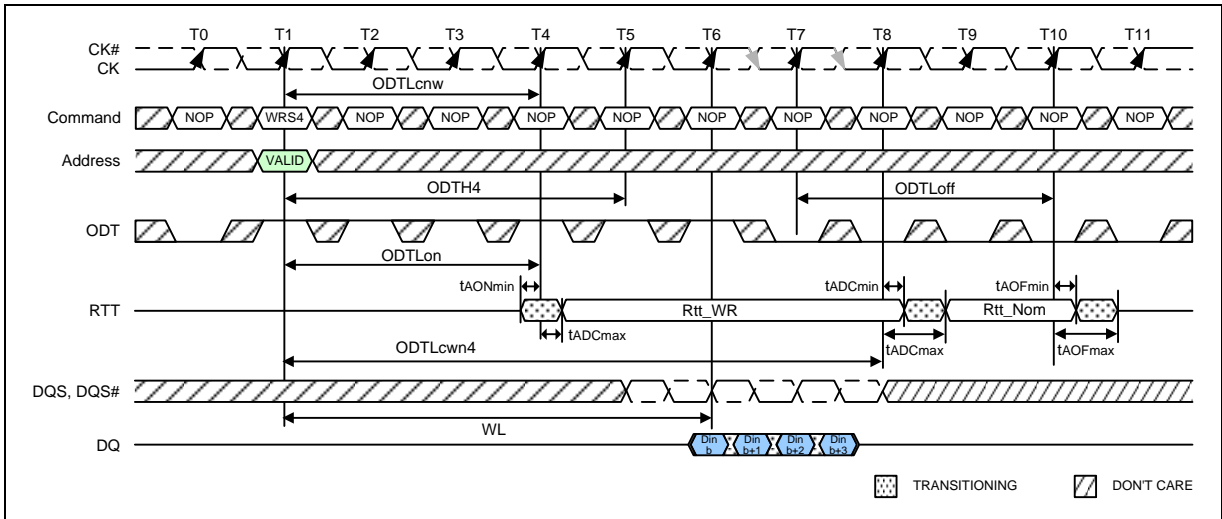 T0 T1 T2 T3 T4 T5 T6 T7 T8 T9 T10 T11
CK#
CK
ODTLcnw
Command NOP WRS4 NOP NOP NOP NOP NOP NOP NOP NOP NOP NOP
Address VALID
ODTH4 ODTLoff
ODT
ODTLon
tAONmin tADCmin tAOFmin
RTT Rtt_WR Rtt_Nom
tADCmax tADCmax tAOFmax
ODTLcwn4
DQS, DQS#
WL
DQ Din b Din b+1 Din b+2 Din b+3
TRANSITIONING DON'T CARE